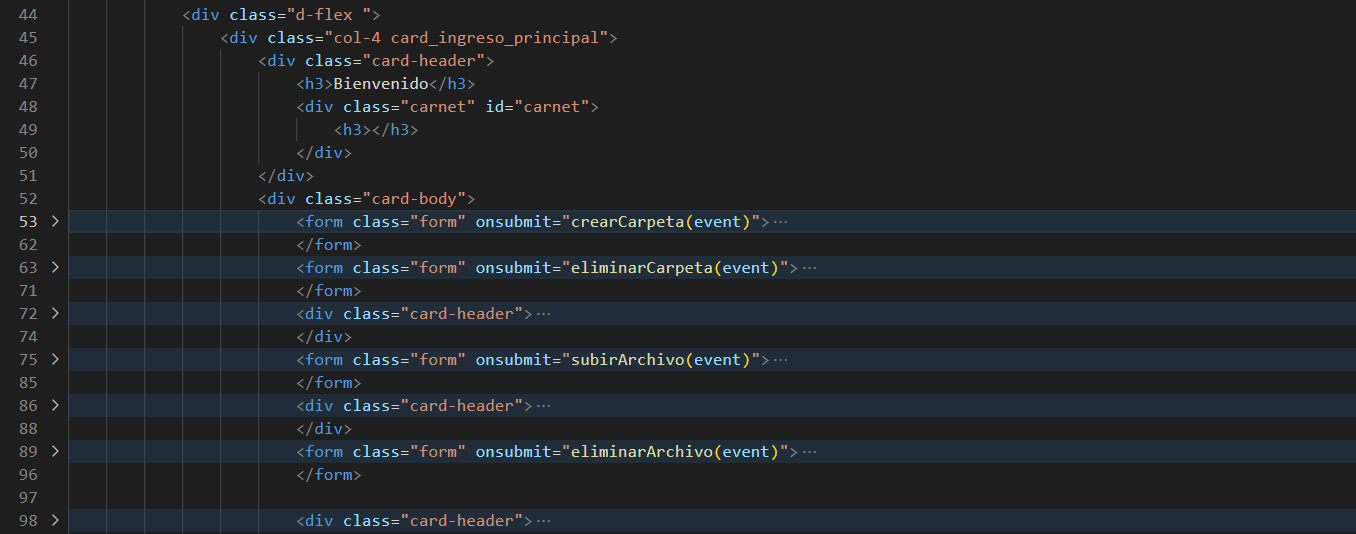 44 <div class="d-flex ">
45 <div class="col-4 card_ingreso_principal">
46 <div class="card-header">
47 <h3>Bienvenido</h3>
48 <div class="carnet" id="carnet">
49 <h3></h3>
50 </div>
51 </div>
52 <div class="card-body">
53 > <form class="form" onsubmit="crearCarpeta(event)">⋯
62 </form>
63 > <form class="form" onsubmit="eliminarCarpeta(event)">⋯
71 </form>
72 > <div class="card-header">⋯
74 </div>
75 > <form class="form" onsubmit="subirArchivo(event)">⋯
85 </form>
86 > <div class="card-header">⋯
88 </div>
89 > <form class="form" onsubmit="eliminarArchivo(event)">⋯
96 </form>
97
98 > <div class="card-header">⋯